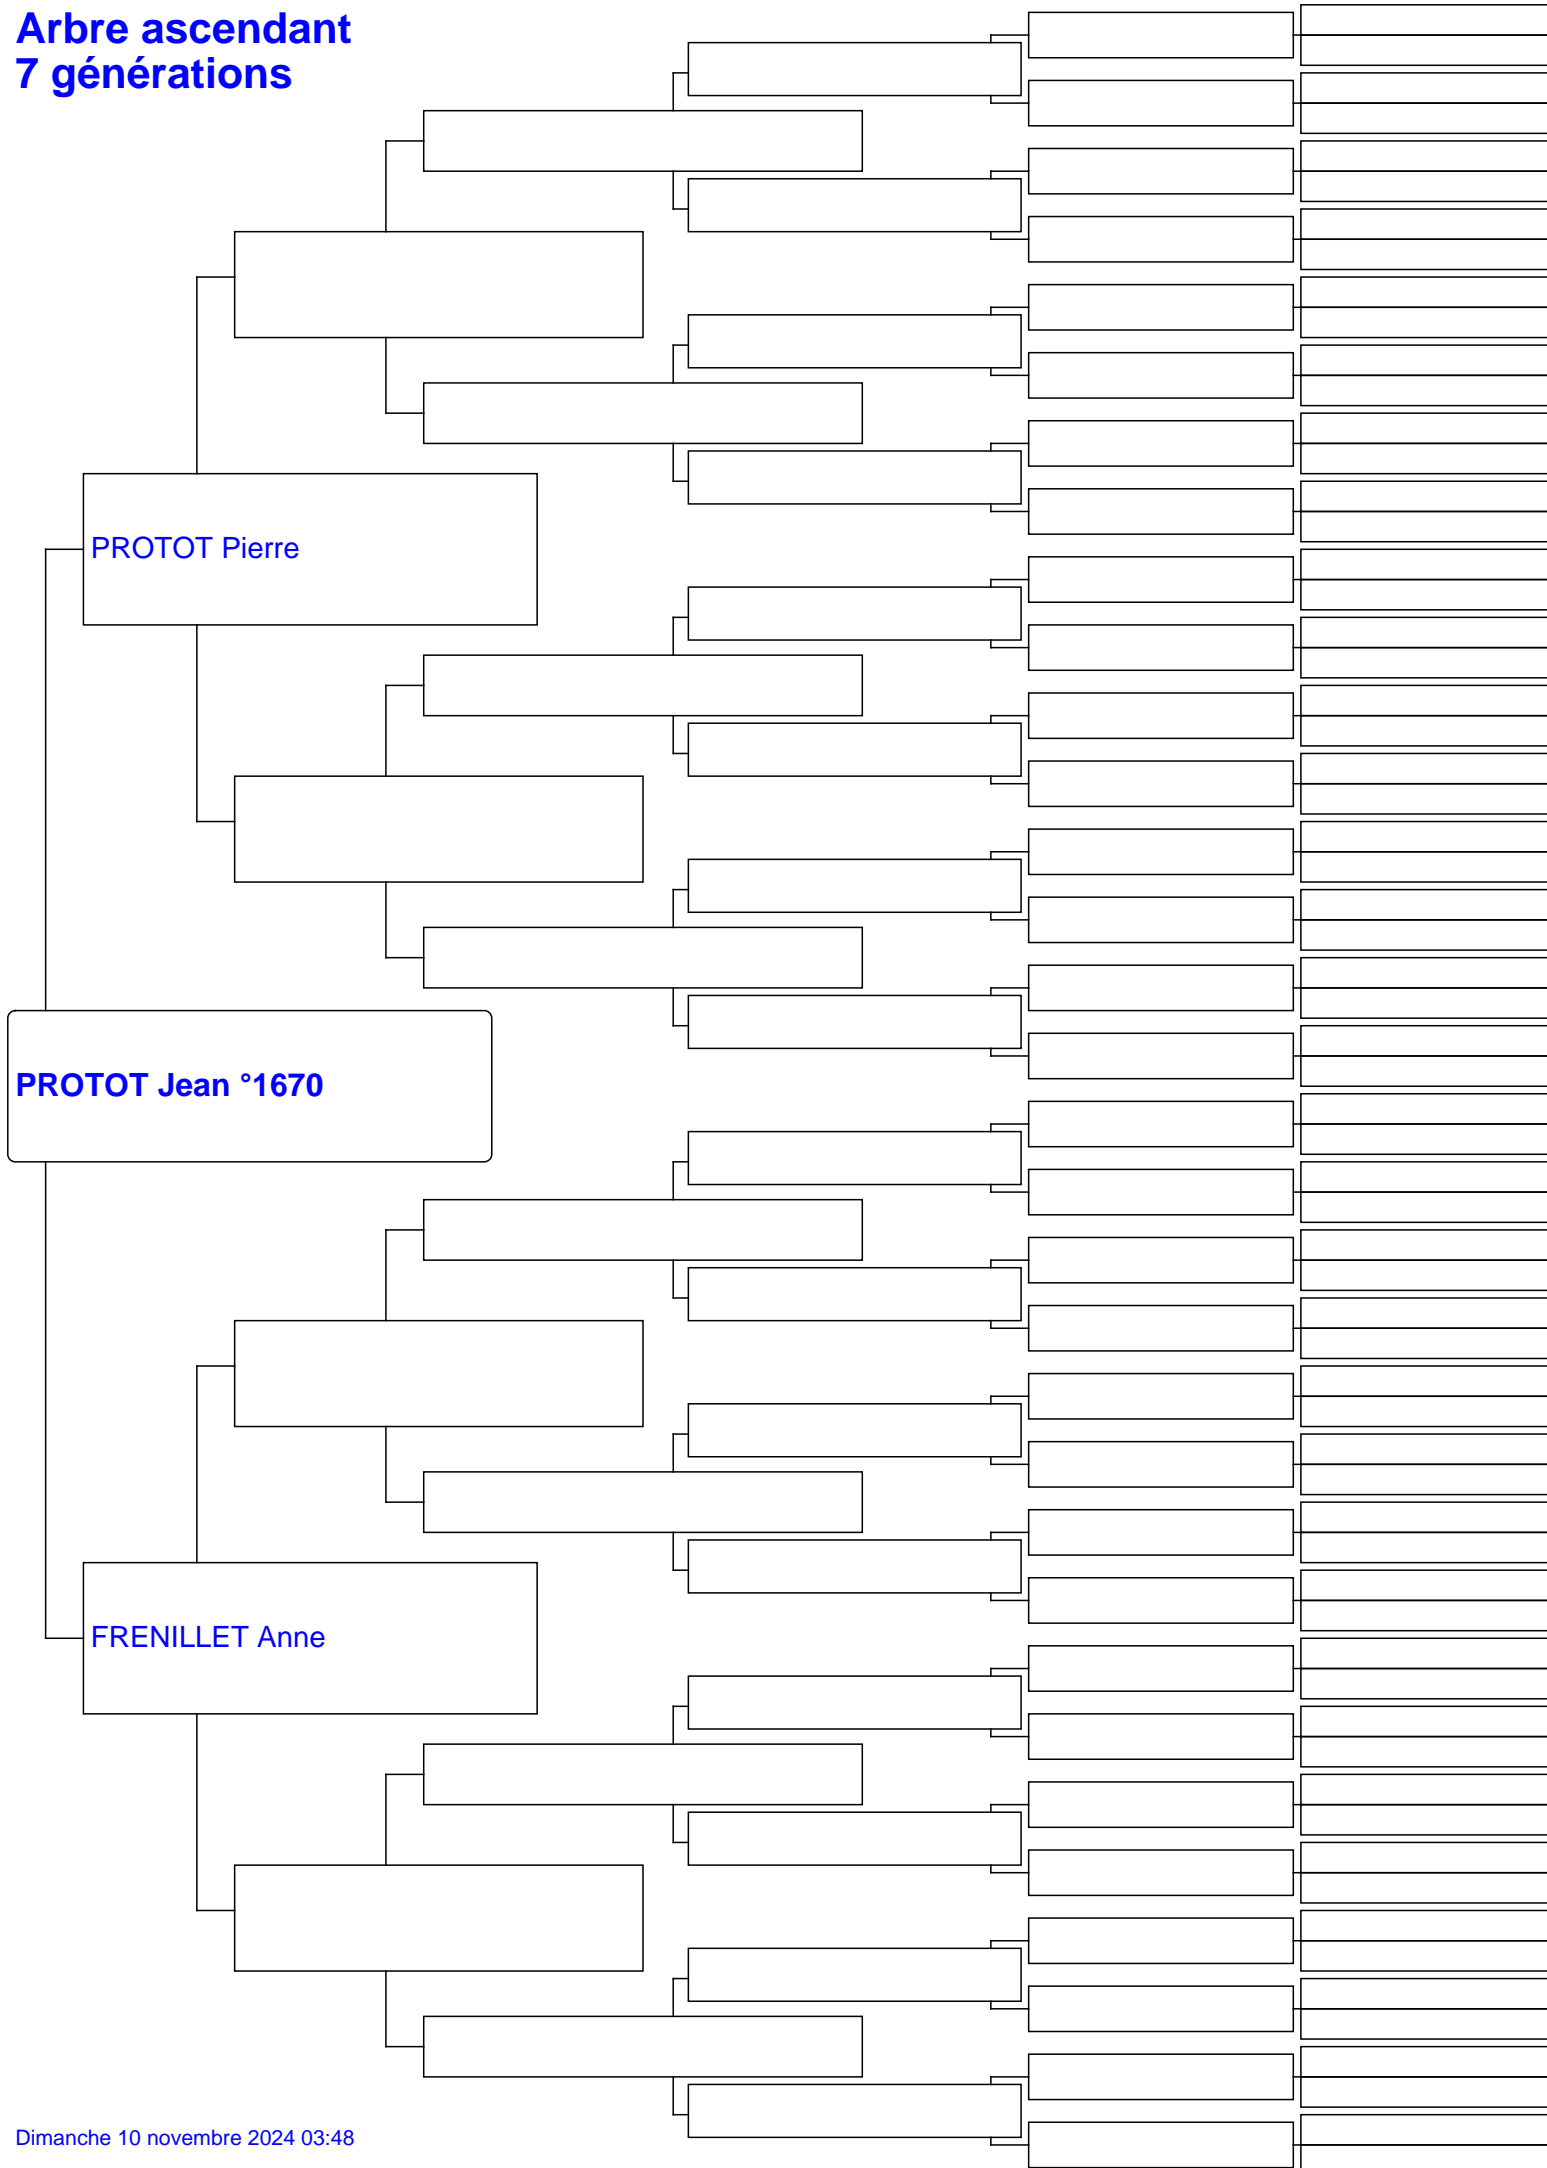 Arbre ascendant
7 générations
PROTOT Pierre
PROTOT Jean °1670
FRENILLET Anne
Dimanche 10 novembre 2024 03:48